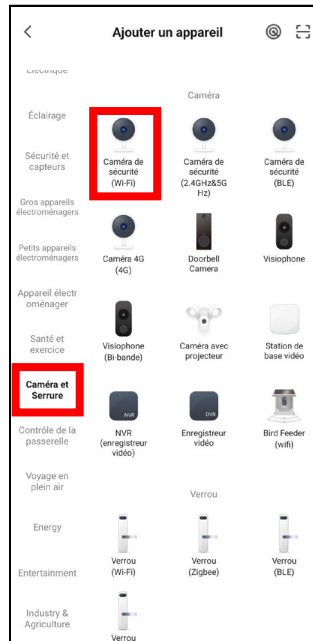 Ajouter un appareil
Électrique
Éclairage
Sécurité et
capteurs
Gros appareils
électroménagers
Petits appareils
électroménagers
Appareil électr
oménager
Santé et
exercice
Caméra et
Serrure
Contrôle de la
passerelle
Voyage en
plein air
Energy
Entertainment
Industry &
Agriculture
Caméra
Caméra de
sécurité
(Wi-Fi)
Caméra de
sécurité
(2.4GHz&5G
Hz)
Caméra de
sécurité
(BLE)
Caméra 4G
(4G)
Doorbell
Camera
Visiophone
Visiophone
(Bi-bande)
Caméra avec
projecteur
Station de
base vidéo
NVR
NVR
(enregistreur
vidéo)
DVR
Enregistreur
vidéo
Bird Feeder
(wifi)
Verrou
Verrou
(Wi-Fi)
Verrou
(Zigbee)
Verrou
(BLE)
Verrou